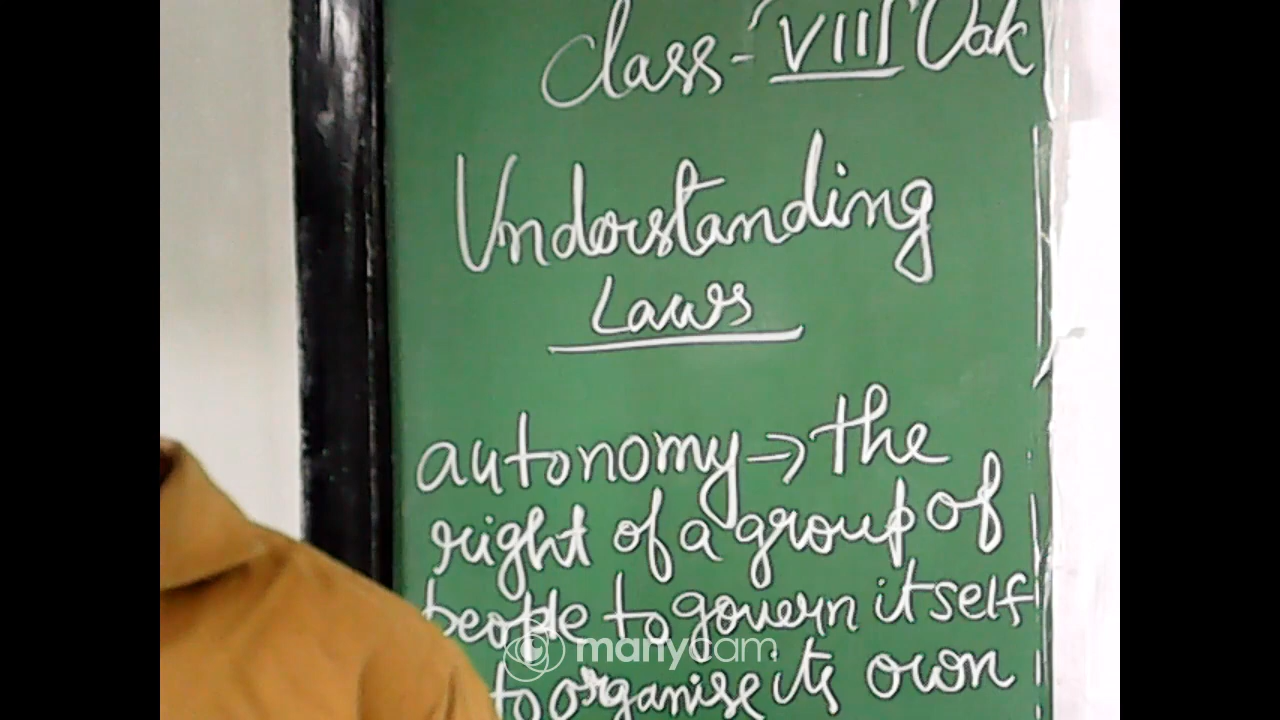 Class - VIII Oak
Understanding
Laws
autonomy → the
right of a group of
people to govern itself
to organise its own
manycam